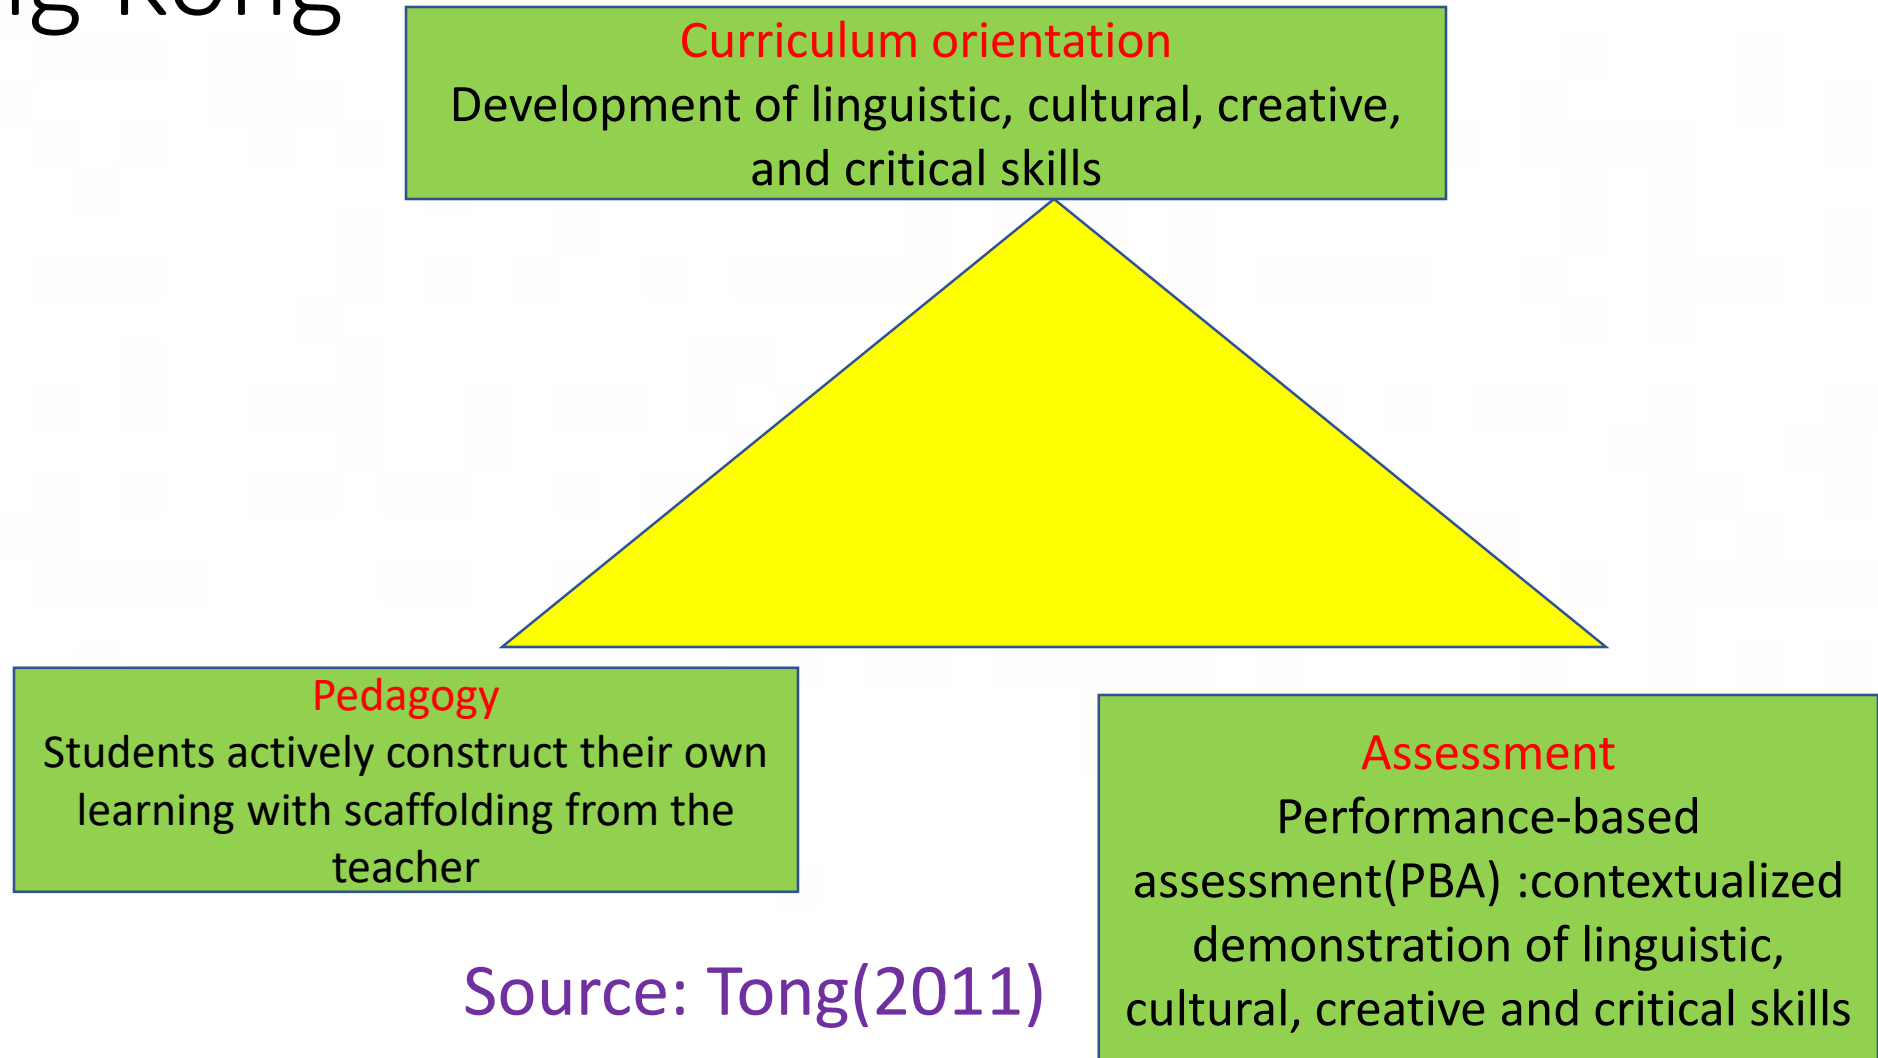 ng Kong
Curriculum orientation
Development of linguistic, cultural, creative,
and critical skills
Pedagogy
Students actively construct their own
learning with scaffolding from the
teacher
Assessment
Performance-based
assessment(PBA) :contextualized
demonstration of linguistic,
cultural, creative and critical skills
Source: Tong(2011)